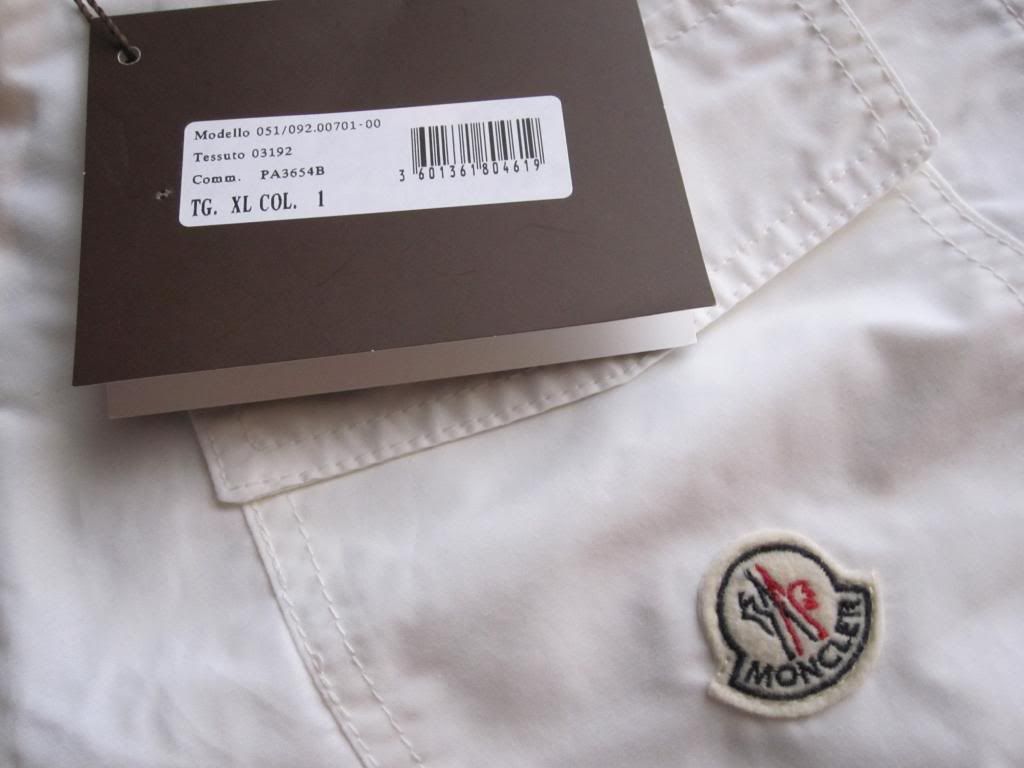 Modello 051/092.00701-00
Tessuto 03192
Comm. PA3654B
TG. XL COL. 1
3 601361 804619
MONCLER